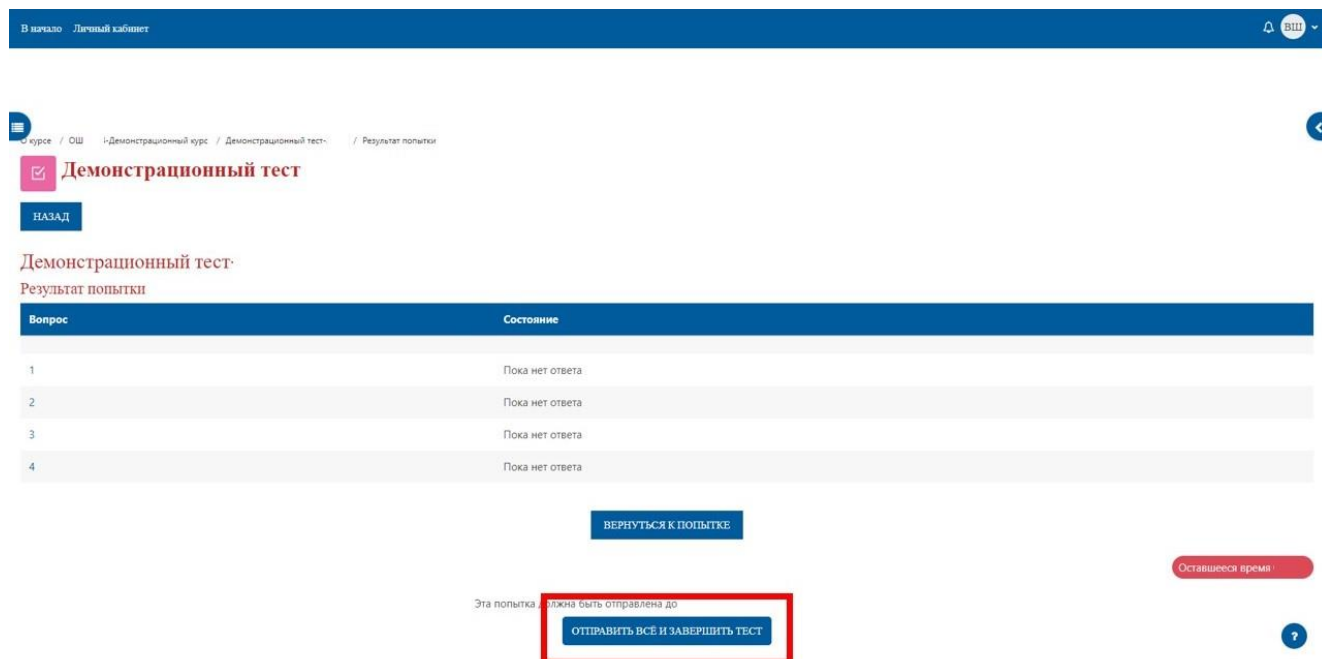 В начало Личный кабинет
ВШ
О курсе / ОШ i-Демонстрационный курс / Демонстрационный тест- / Результат попытки
Демонстрационный тест
НАЗАД
Демонстрационный тест
Результат попытки
Вопрос Состояние
1 Пока нет ответа
2 Пока нет ответа
3 Пока нет ответа
4 Пока нет ответа
ВЕРНУТЬСЯ К ПОПЫТКЕ
Оставшееся время
Эта попытка должна быть отправлена до
ОТПРАВИТЬ ВСЁ И ЗАВЕРШИТЬ ТЕСТ
?